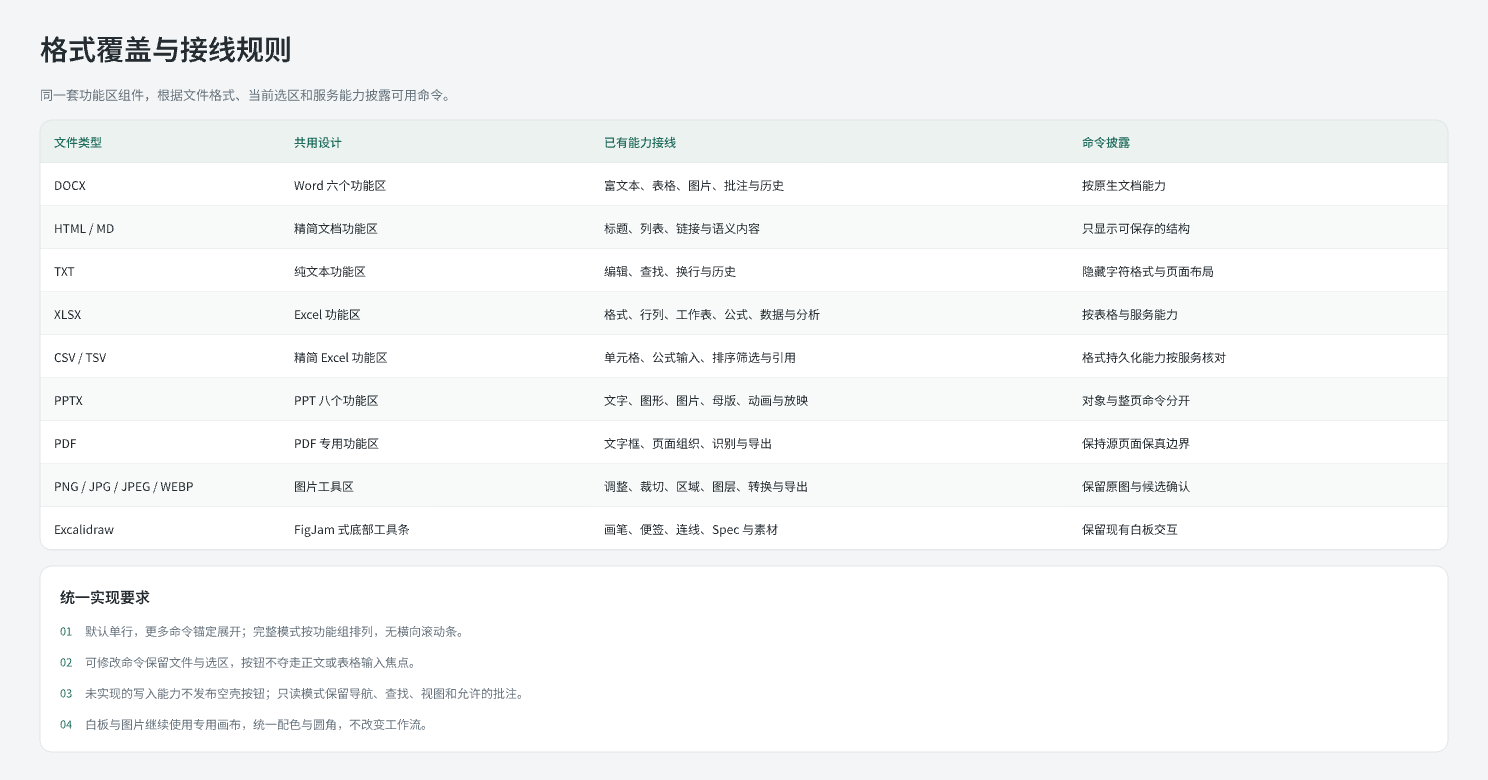 格式覆盖与接线规则
同一套功能区组件，根据文件格式、当前选区和服务能力披露可用命令。
文件类型 共用设计 已有能力接线 命令披露
DOCX Word 六个功能区 富文本、表格、图片、批注与历史 按原生文档能力
HTML / MD 精简文档功能区 标题、列表、链接与语义内容 只显示可保存的结构
TXT 纯文本功能区 编辑、查找、换行与历史 隐藏字符格式与页面布局
XLSX Excel 功能区 格式、行列、工作表、公式、数据与分析 按表格与服务能力
CSV / TSV 精简 Excel 功能区 单元格、公式输入、排序筛选与引用 格式持久化能力按服务核对
PPTX PPT 八个功能区 文字、图形、图片、母版、动画与放映 对象与整页命令分开
PDF PDF 专用功能区 文字框、页面组织、识别与导出 保持源页面保真边界
PNG / JPG / JPEG / WEBP 图片工具区 调整、裁切、区域、图层、转换与导出 保留原图与候选确认
Excalidraw FigJam 式底部工具条 画笔、便签、连线、Spec 与素材 保留现有白板交互
统一实现要求
01 默认单行，更多命令锚定展开；完整模式按功能组排列，无横向滚动条。
02 可修改命令保留文件与选区，按钮不夺走正文或表格输入焦点。
03 未实现的写入能力不发布空壳按钮；只读模式保留导航、查找、视图和允许的批注。
04 白板与图片继续使用专用画布，统一配色与圆角，不改变工作流。